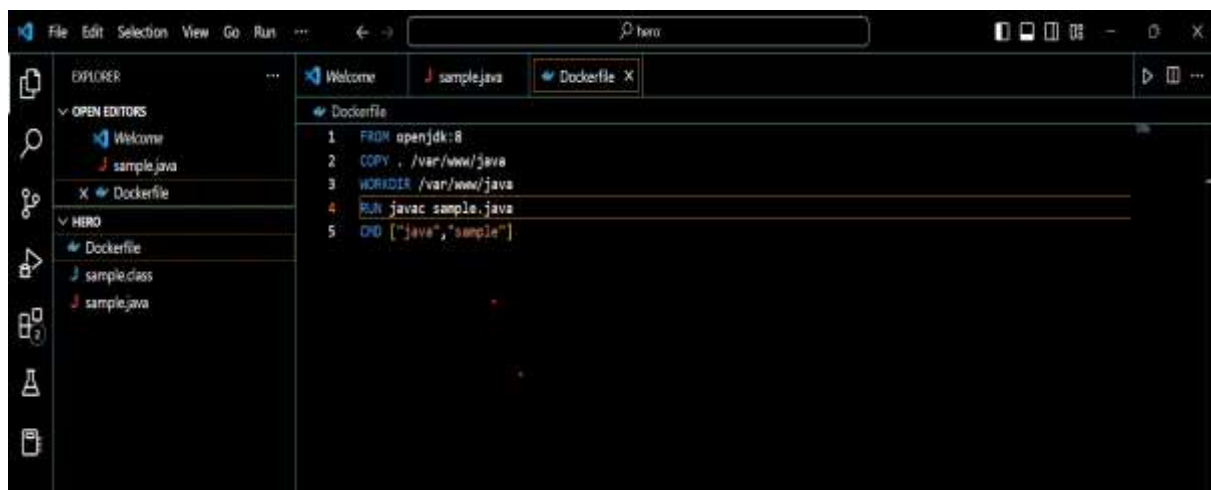 File Edit Selection View Go Run ...
hero
EXPLORER ...
OPEN EDITORS
Welcome
sample.java
X Dockerfile
HERO
Dockerfile
sample.class
sample.java
2
Welcome sample.java Dockerfile X
Dockerfile
1 FROM openjdk:8
2 COPY . /var/www/java
3 WORKDIR /var/www/java
4 RUN javac sample.java
5 CMD ["java","sample"]